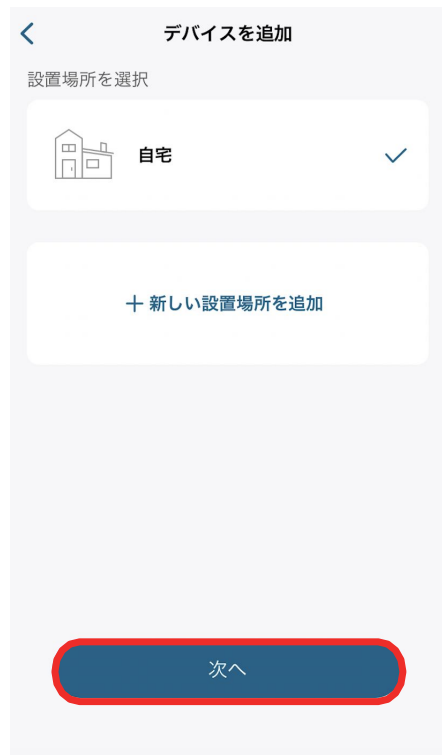 デバイスを追加
設置場所を選択
自宅
＋ 新しい設置場所を追加
次へ